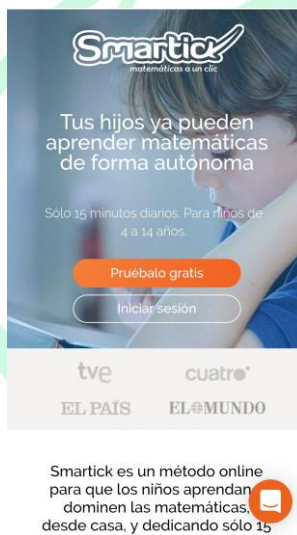 Smartick
matemáticas a un clic
Tus hijos ya pueden
aprender matemáticas
de forma autónoma
Sólo 15 minutos diarios. Para niños de
4 a 14 años.
Pruébalo gratis
Iniciar sesión
tve
cuatro
EL PAÍS
EL MUNDO
Smartick es un método online
para que los niños aprendan
dominen las matemáticas,
desde casa, y dedicando sólo 15